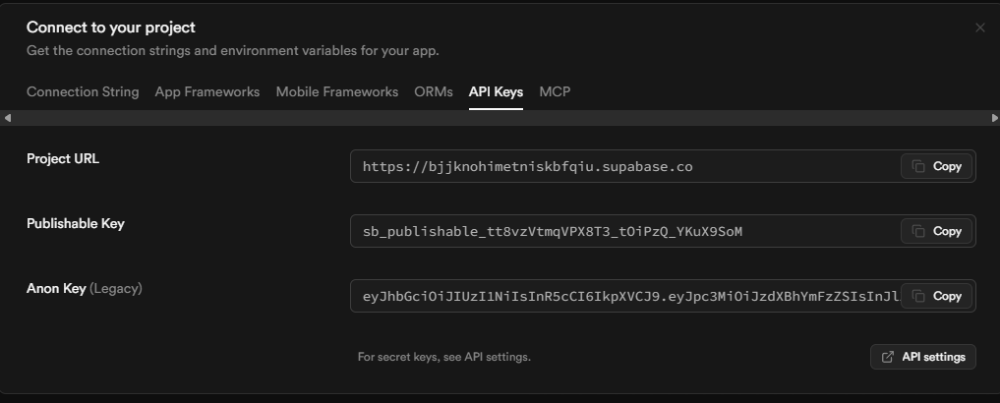 Connect to your project
Get the connection strings and environment variables for your app.
Connection String App Frameworks Mobile Frameworks ORMs API Keys MCP
Project URL
https://bjjknohimetniskbfqiu.supabase.co
Copy
Publishable Key
sb_publishable_tt8vzVtmqVPX8T3_tOiPzQ_YKuX9SoM
Copy
Anon Key (Legacy)
eyJhbGciOiJIUzI1NiIsInR5cCI6IkpXVCJ9.eyJpc3MiOiJzdXBhYmFzZSIsInJl
Copy
For secret keys, see API settings.
API settings